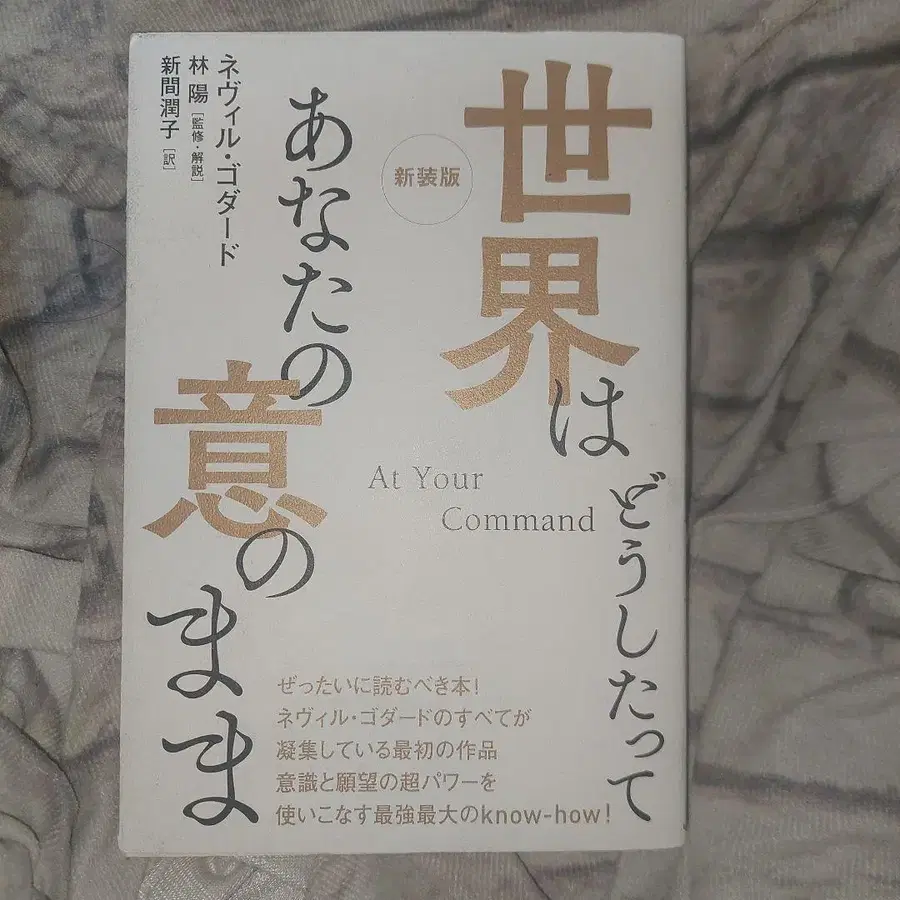 世界は
どうしたって
新装版
あなたの
意のまま
At Your
Command
ネヴィル・ゴダード
林 陽［監修・解説］
新間潤子［訳］
ぜったいに読むべき本！
ネヴィル・ゴダードのすべてが
凝集している最初の作品
意識と願望の超パワーを
使いこなす最強最大のknow-how！